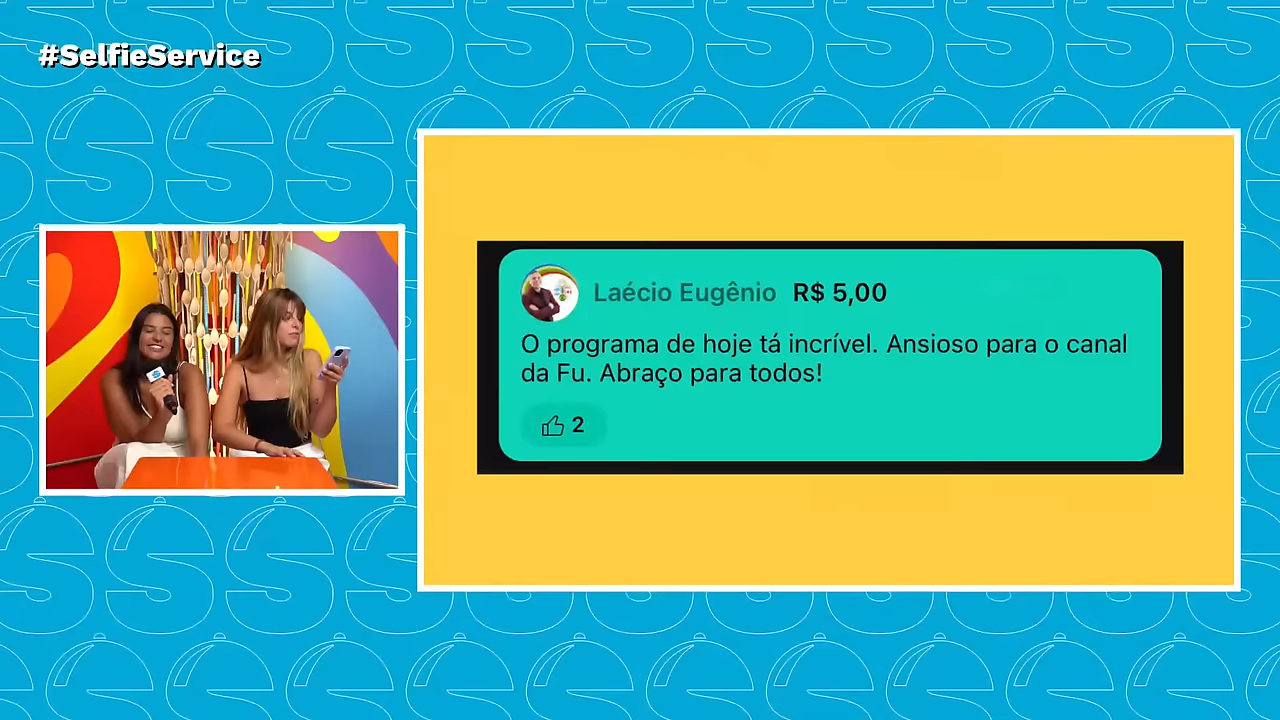 #SelfieService
Laécio Eugênio R$ 5,00
O programa de hoje tá incrível. Ansioso para o canal
da Fu. Abraço para todos!
2